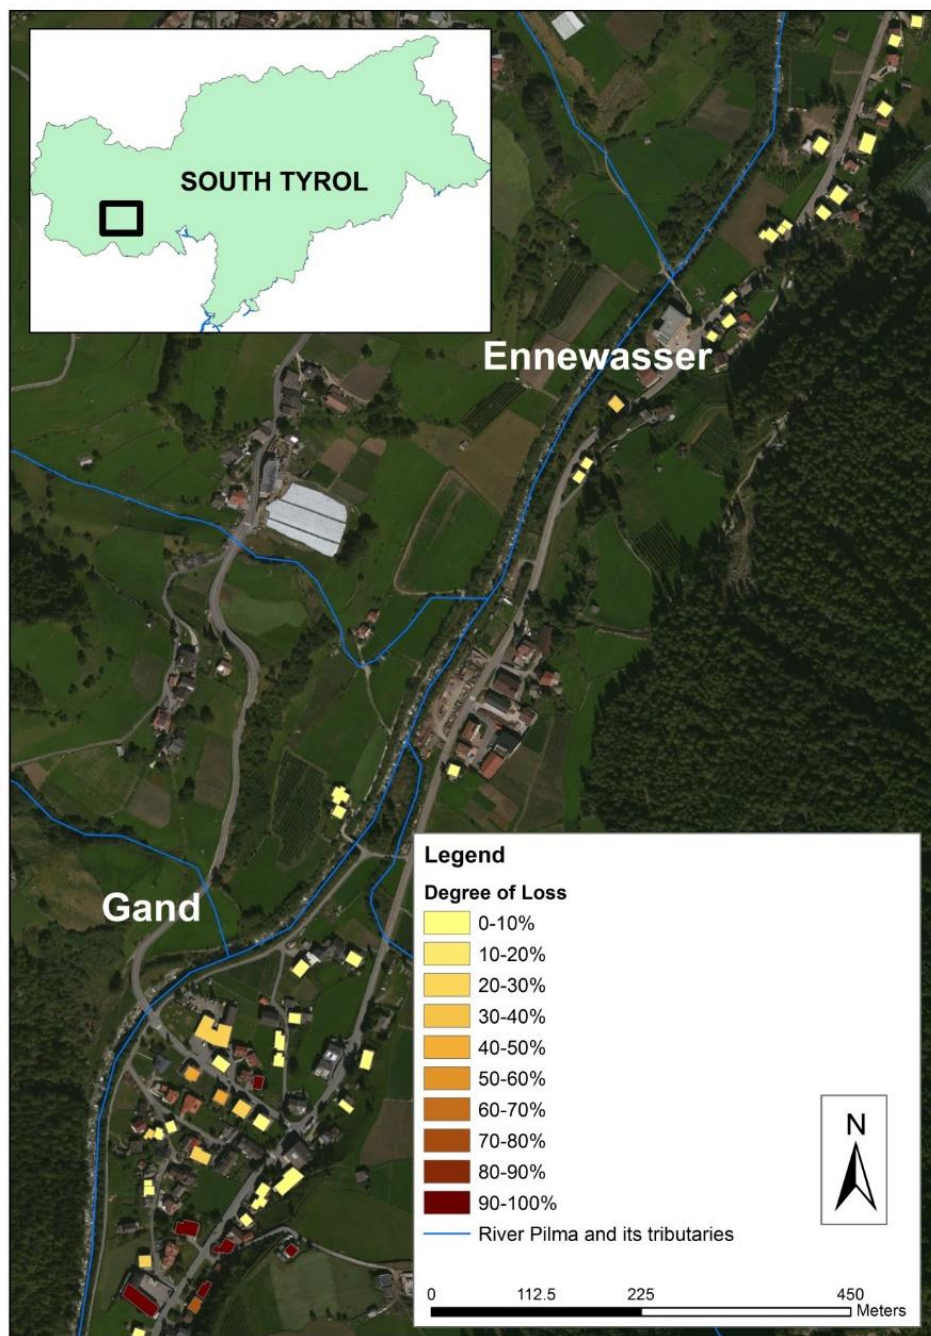 SOUTH TYROL
Ennewasser
Gand
Legend
Degree of Loss
0-10%
10-20%
20-30%
30-40%
40-50%
50-60%
60-70%
70-80%
80-90%
90-100%
River Pilma and its tributaries
N
0 112.5 225 450
Meters